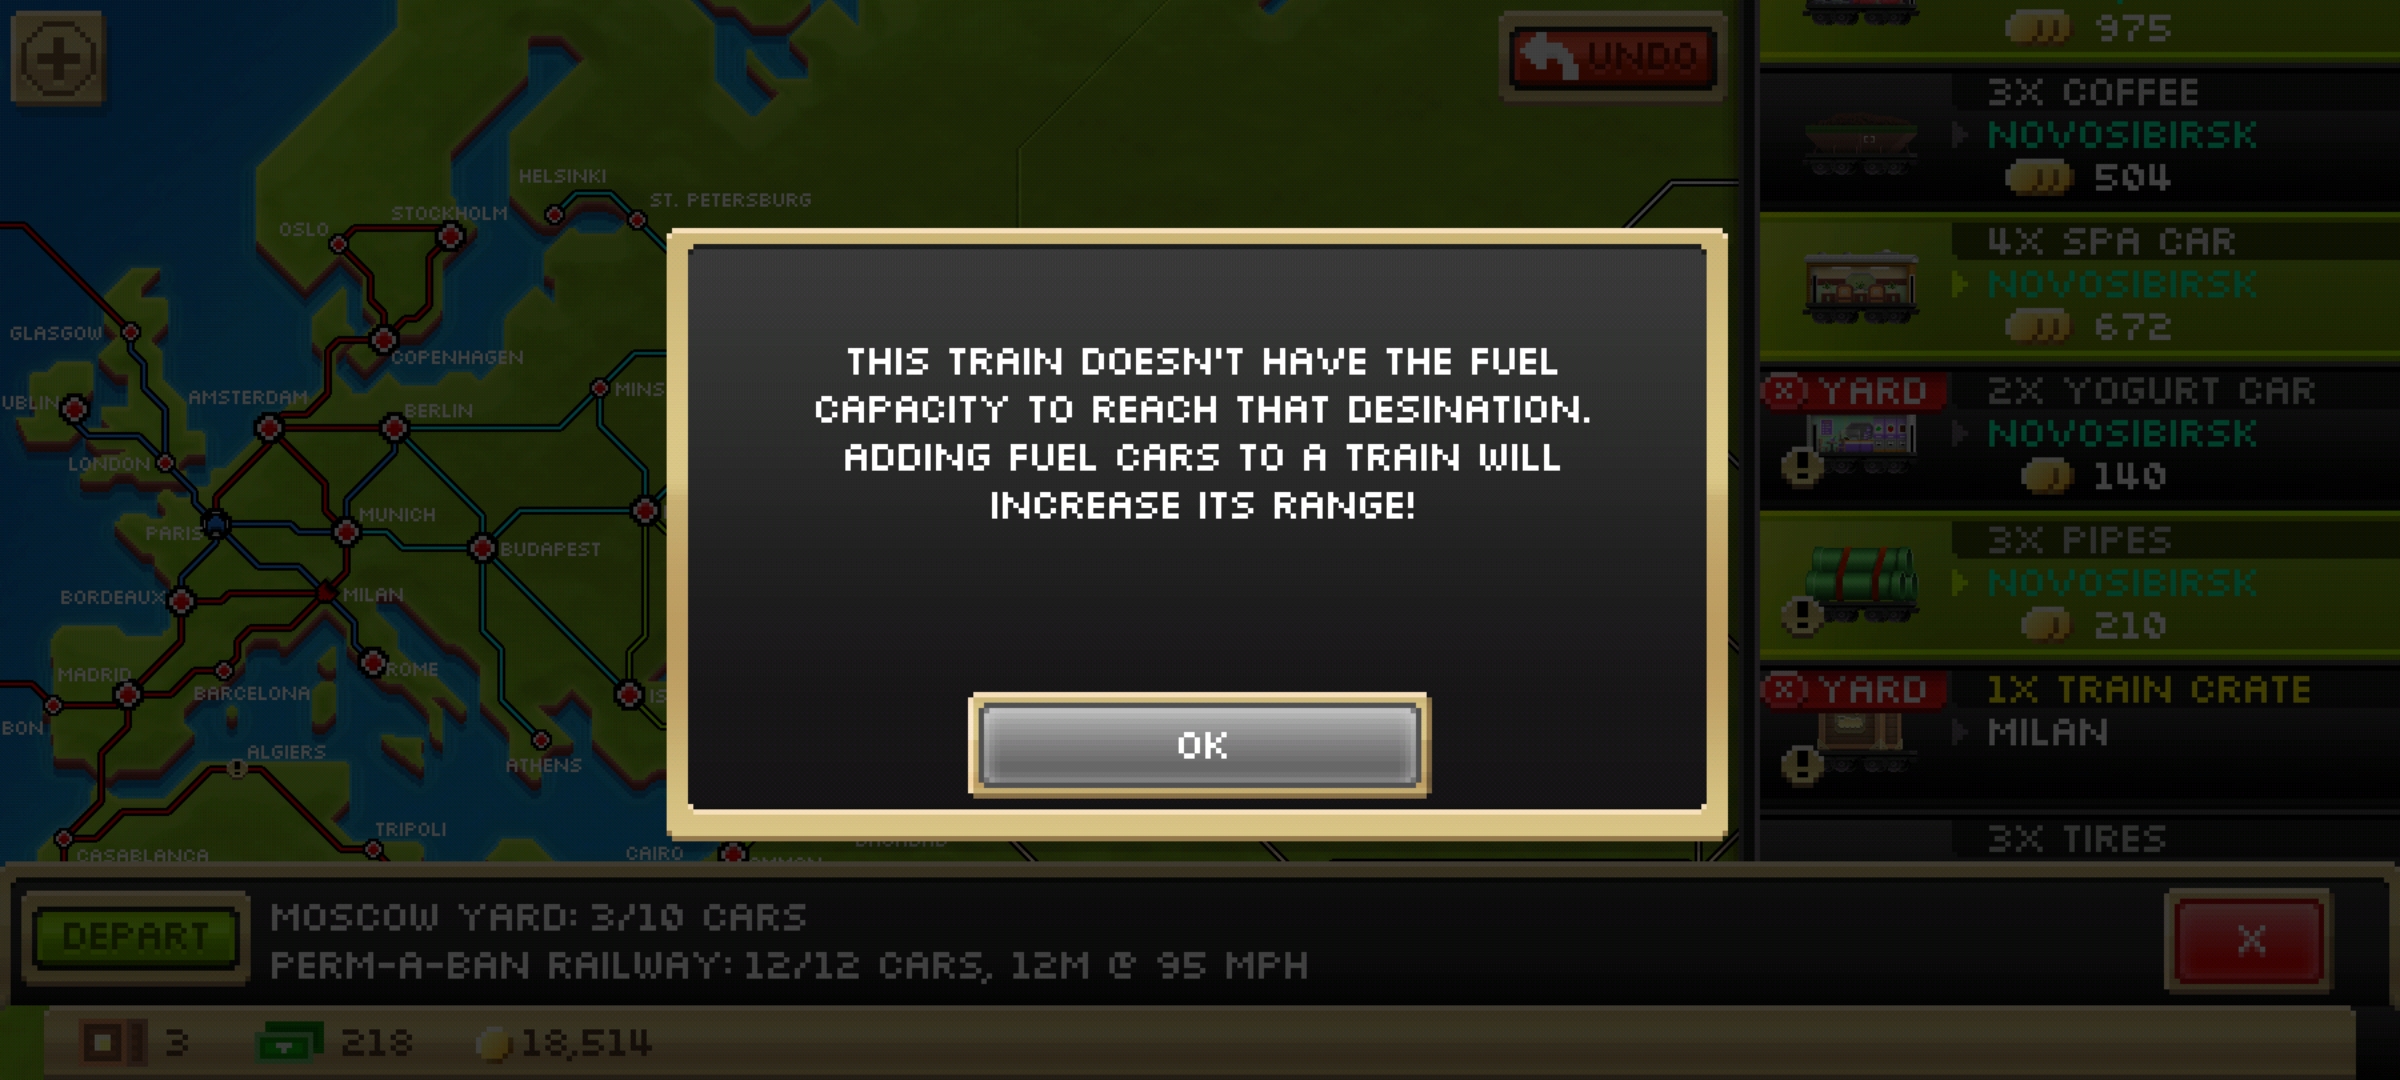 UNDO
HELSINKI
ST. PETERSBURG
STOCKHOLM
OSLO
GLASGOW
COPENHAGEN
AMSTERDAM
BERLIN
MINS
UBLIN
LONDON
MUNICH
PARIS
BUDAPEST
BORDEAUX
MILAN
MADRID
ROME
BARCELONA
IS
BON
ALGIERS
ATHENS
TRIPOLI
CASABLANCA
CAIRO
THIS TRAIN DOESN'T HAVE THE FUEL
CAPACITY TO REACH THAT DESINATION.
ADDING FUEL CARS TO A TRAIN WILL
INCREASE ITS RANGE!
OK
975
3X COFFEE
NOVOSIBIRSK
504
4X SPA CAR
NOVOSIBIRSK
672
YARD
2X YOGURT CAR
NOVOSIBIRSK
140
3X PIPES
NOVOSIBIRSK
210
YARD
1X TRAIN CRATE
MILAN
3X TIRES
DEPART
MOSCOW YARD: 3/10 CARS
PERM-A-BAN RAILWAY: 12/12 CARS, 12M @ 95 MPH
X
3
218
18,514